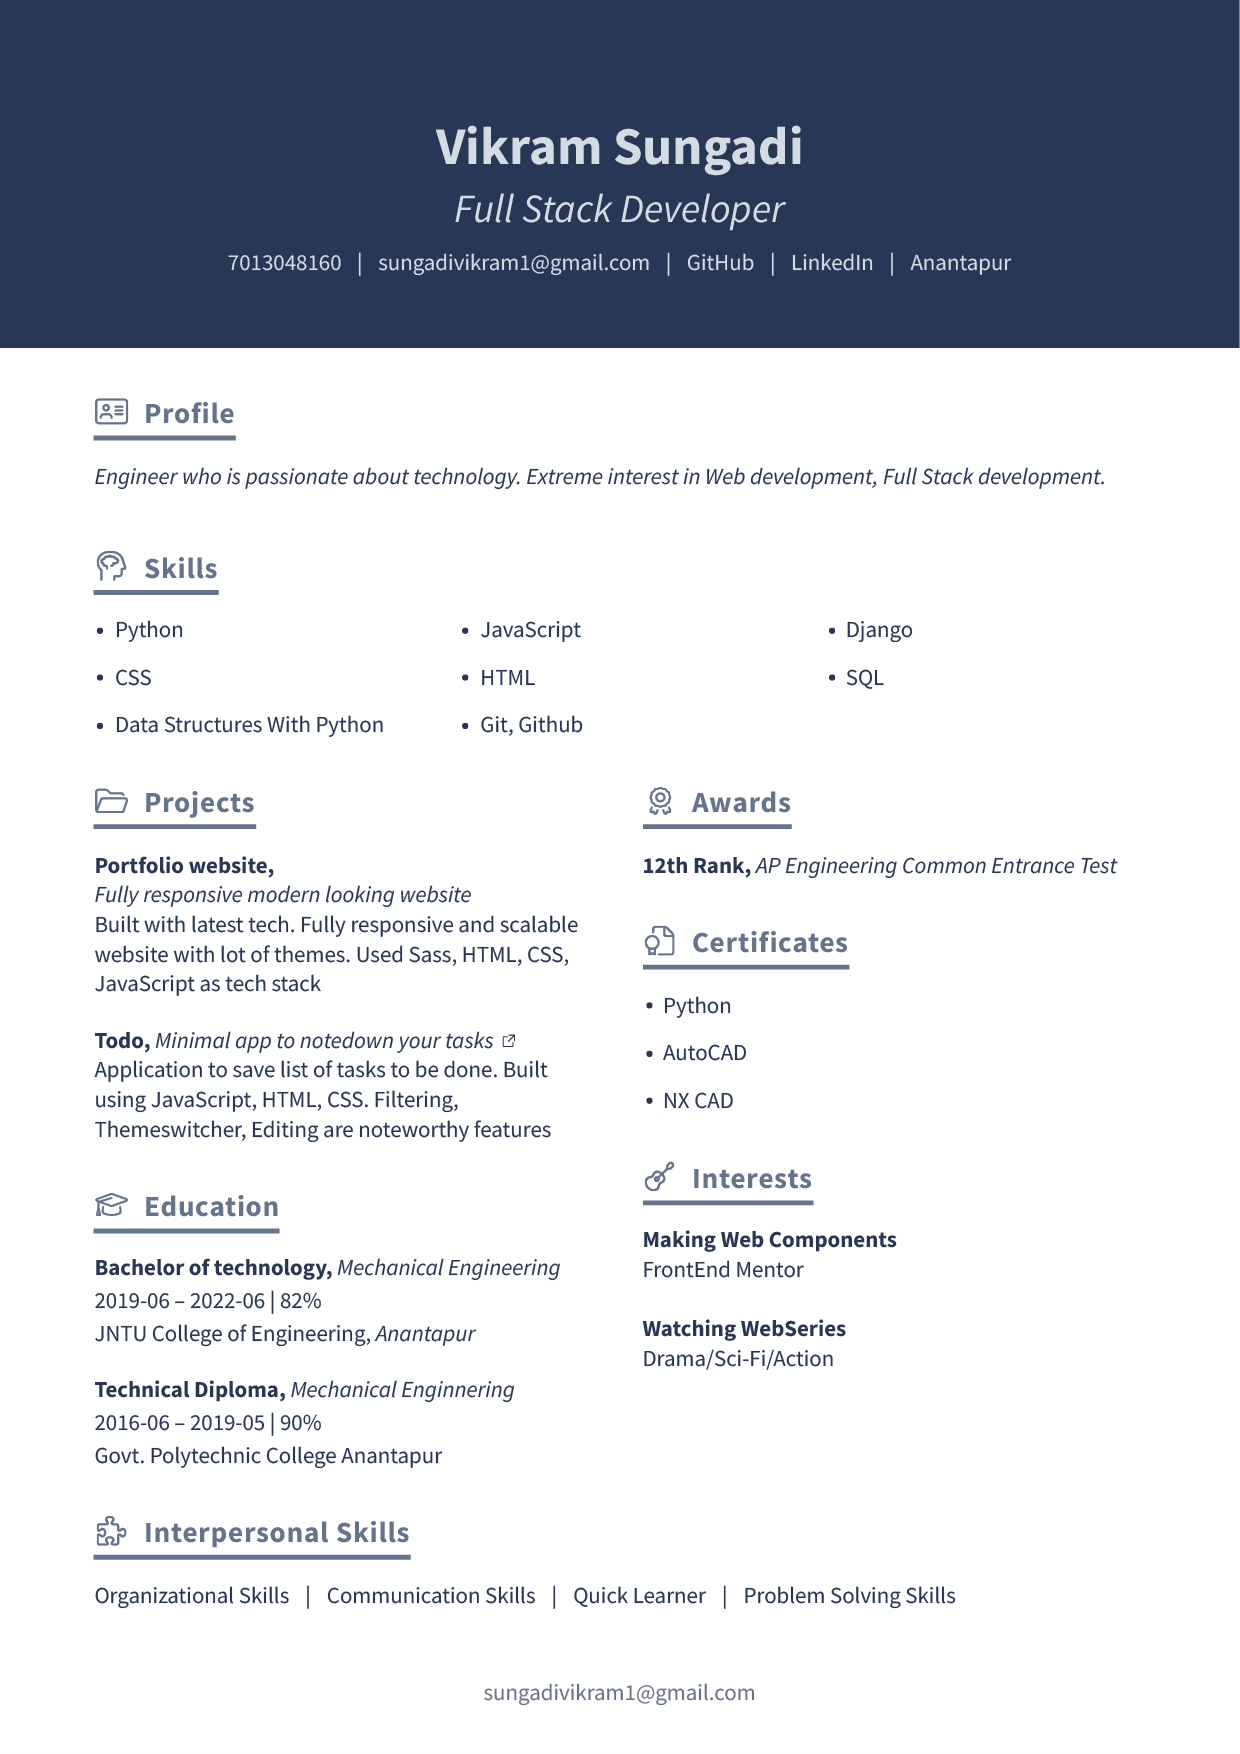 Vikram Sungadi
Full Stack Developer
7013048160 | sungadivikram1@gmail.com | GitHub | LinkedIn | Anantapur
Profile
Engineer who is passionate about technology. Extreme interest in Web development, Full Stack development.
Skills
• Python
• JavaScript
• Django
• CSS
• HTML
• SQL
• Data Structures With Python
• Git, Github
Projects
Portfolio website,
Fully responsive modern looking website
Built with latest tech. Fully responsive and scalable
website with lot of themes. Used Sass, HTML, CSS,
JavaScript as tech stack
Todo, Minimal app to notedown your tasks
Application to save list of tasks to be done. Built
using JavaScript, HTML, CSS. Filtering,
Themeswitcher, Editing are noteworthy features
Education
Bachelor of technology, Mechanical Engineering
2019-06 – 2022-06 | 82%
JNTU College of Engineering, Anantapur
Technical Diploma, Mechanical Enginnering
2016-06 – 2019-05 | 90%
Govt. Polytechnic College Anantapur
Awards
12th Rank, AP Engineering Common Entrance Test
Certificates
• Python
• AutoCAD
• NX CAD
Interests
Making Web Components
FrontEnd Mentor
Watching WebSeries
Drama/Sci-Fi/Action
Interpersonal Skills
Organizational Skills | Communication Skills | Quick Learner | Problem Solving Skills
sungadivikram1@gmail.com